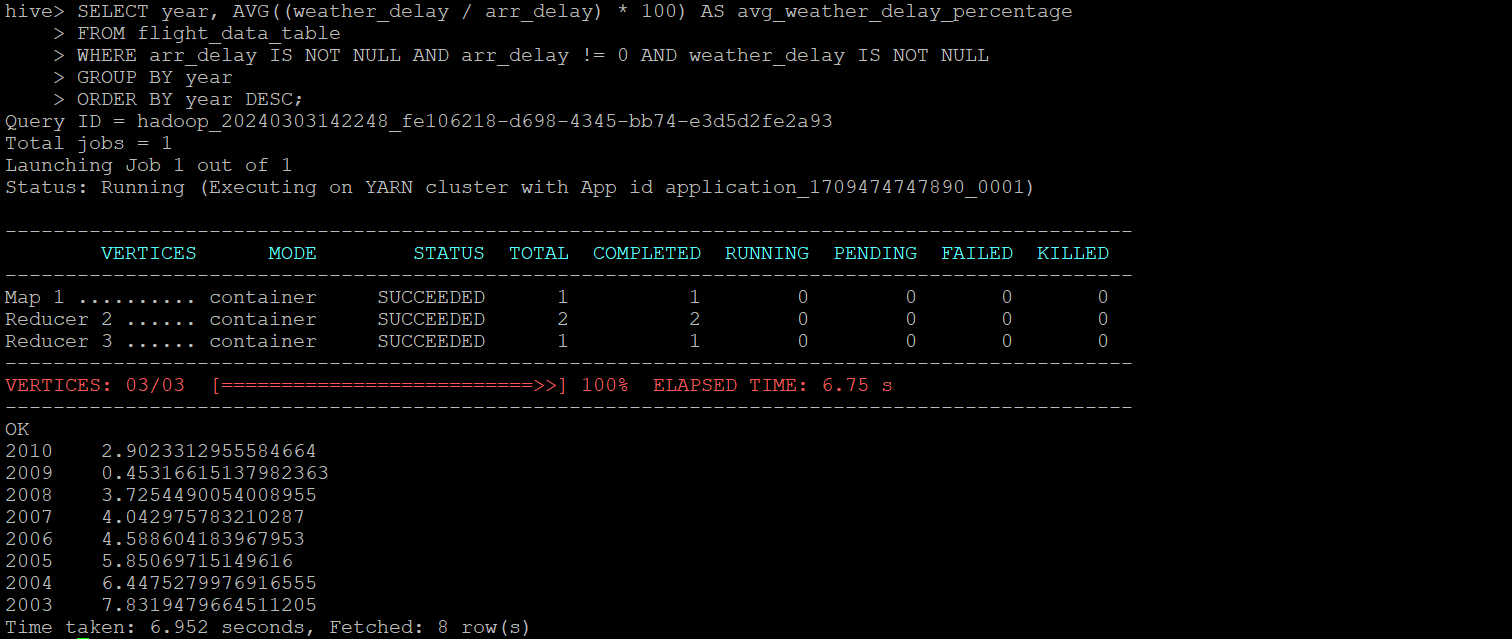 hive> SELECT year, AVG((weather_delay / arr_delay) * 100) AS avg_weather_delay_percentage
    > FROM flight_data_table
    > WHERE arr_delay IS NOT NULL AND arr_delay != 0 AND weather_delay IS NOT NULL
    > GROUP BY year
    > ORDER BY year DESC;
Query ID = hadoop_20240303142248_fe106218-d698-4345-bb74-e3d5d2fe2a93
Total jobs = 1
Launching Job 1 out of 1
Status: Running (Executing on YARN cluster with App id application_1709474747890_0001)
----------------------------------------------------------------------------------------------
        VERTICES      MODE        STATUS  TOTAL  COMPLETED  RUNNING  PENDING  FAILED  KILLED
----------------------------------------------------------------------------------------------
Map 1 .......... container     SUCCEEDED      1          1        0        0       0       0
Reducer 2 ...... container     SUCCEEDED      2          2        0        0       0       0
Reducer 3 ...... container     SUCCEEDED      1          1        0        0       0       0
----------------------------------------------------------------------------------------------
VERTICES: 03/03  [==========================>>] 100%  ELAPSED TIME: 6.75 s
----------------------------------------------------------------------------------------------
OK
2010    2.9023312955584664
2009    0.45316615137982363
2008    3.7254490054008955
2007    4.042975783210287
2006    4.588604183967953
2005    5.85069715149616
2004    6.4475279976916555
2003    7.8319479664511205
Time taken: 6.952 seconds, Fetched: 8 row(s)